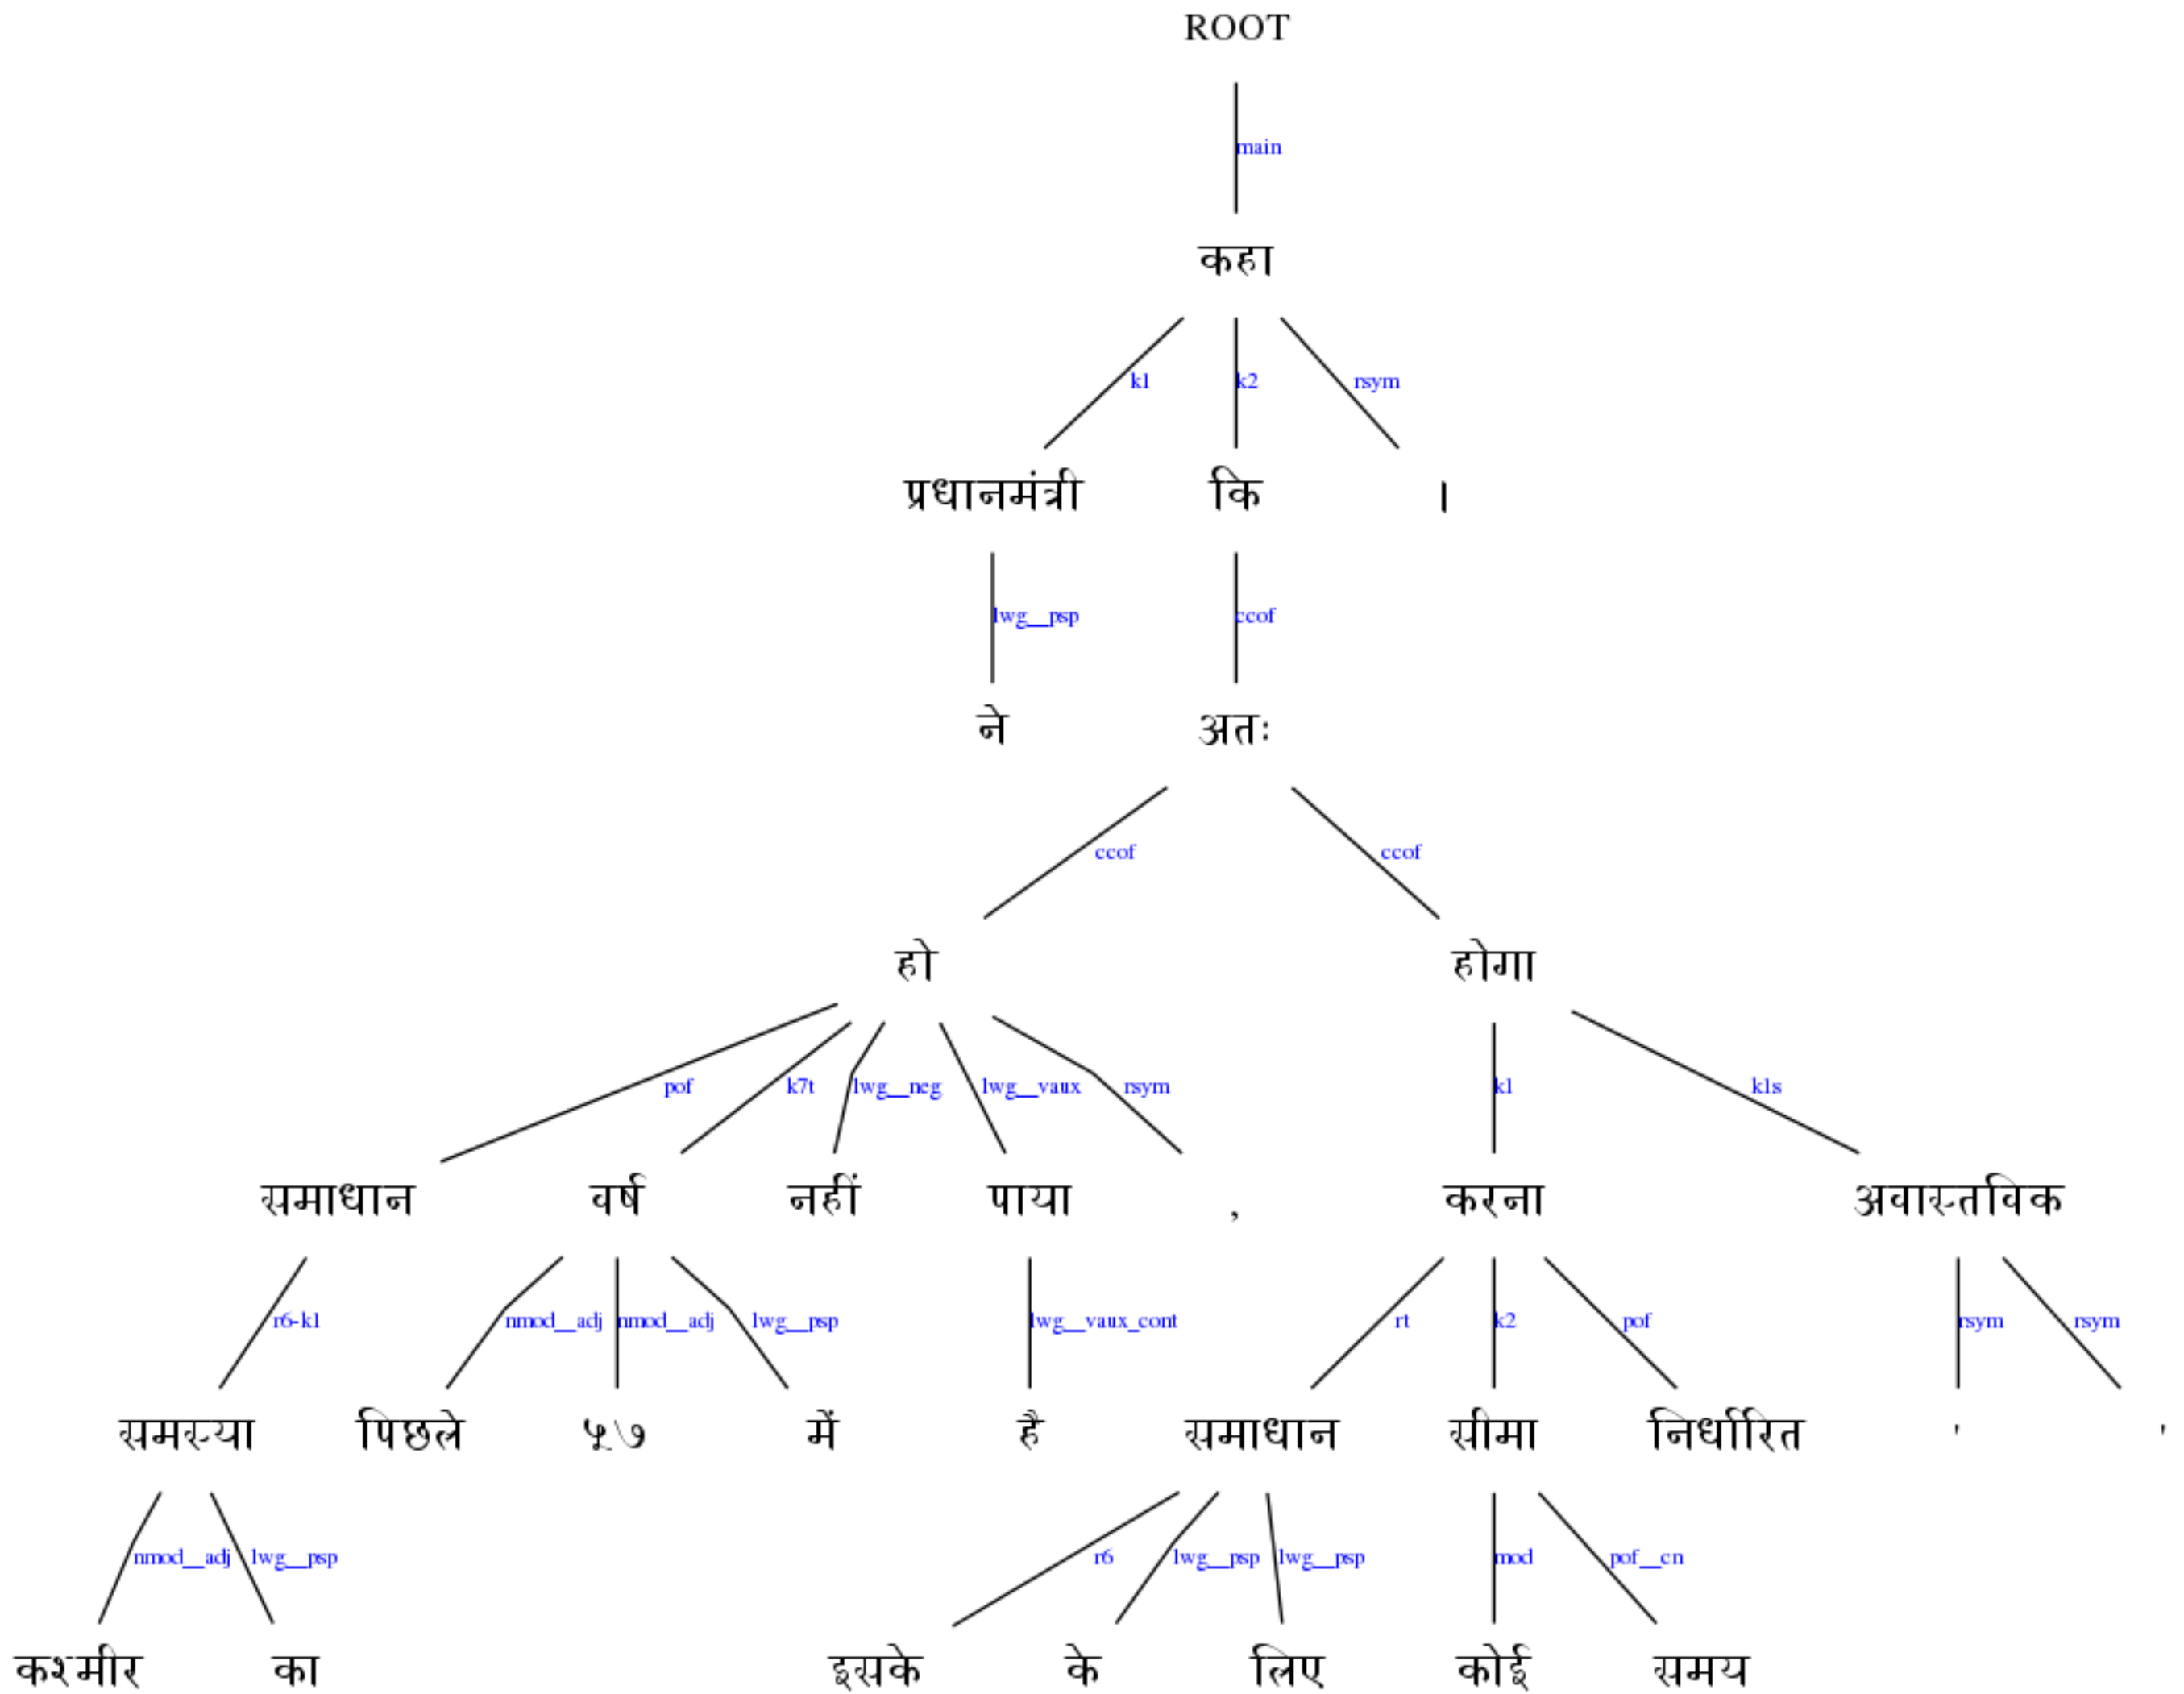 ROOT
main
कहा
k1 k2 rsym
प्रधानमंत्री कि ।
lwg__psp ccof
ने अतः
ccof ccof
हो होगा
pof k7t lwg__neg lwg__vaux rsym k1 k1s
समाधान वर्ष नहीं पाया , करना अवास्तविक
r6-k1 nmod__adj nmod__adj lwg__psp lwg__vaux_cont rt k2 pof rsym rsym
समस्या पिछले ५७ में है समाधान सीमा निर्धारित ' '
nmod__adj lwg__psp r6 lwg__psp lwg__psp mod pof__cn
कश्मीर का इसके के लिए कोई समय